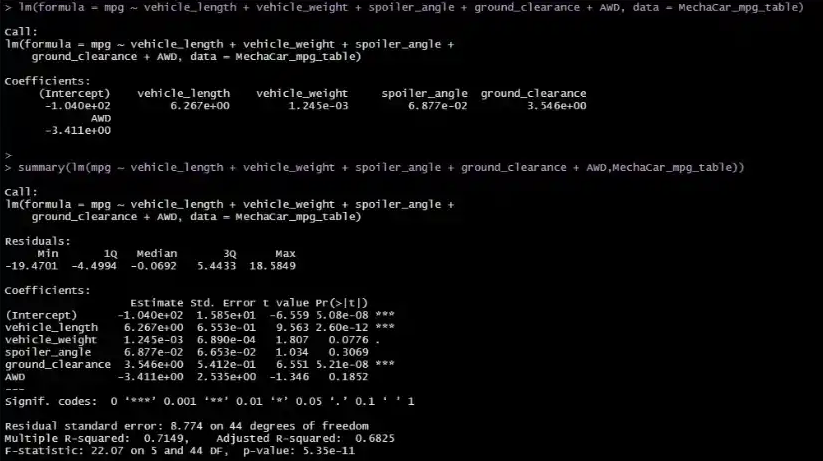 > lm(formula = mpg ~ vehicle_length + vehicle_weight + spoiler_angle + ground_clearance + AWD, data = MechaCar_mpg_table)
Call:
lm(formula = mpg ~ vehicle_length + vehicle_weight + spoiler_angle +
    ground_clearance + AWD, data = MechaCar_mpg_table)
Coefficients:
     (Intercept)    vehicle_length    vehicle_weight     spoiler_angle  ground_clearance
      -1.040e+02         6.267e+00         1.245e-03         6.877e-02         3.546e+00
             AWD
      -3.411e+00
>
> summary(lm(mpg ~ vehicle_length + vehicle_weight + spoiler_angle + ground_clearance + AWD,MechaCar_mpg_table))
Call:
lm(formula = mpg ~ vehicle_length + vehicle_weight + spoiler_angle +
    ground_clearance + AWD, data = MechaCar_mpg_table)
Residuals:
     Min       1Q   Median       3Q      Max
-19.4701  -4.4994  -0.0692   5.4433  18.5849
Coefficients:
                   Estimate Std. Error t value Pr(>|t|)
(Intercept)      -1.040e+02  1.585e+01  -6.559 5.08e-08 ***
vehicle_length    6.267e+00  6.553e-01   9.563 2.60e-12 ***
vehicle_weight    1.245e-03  6.890e-04   1.807   0.0776 .
spoiler_angle     6.877e-02  6.653e-02   1.034   0.3069
ground_clearance  3.546e+00  5.412e-01   6.551 5.21e-08 ***
AWD              -3.411e+00  2.535e+00  -1.346   0.1852
---
Signif. codes:  0 ‘***’ 0.001 ‘**’ 0.01 ‘*’ 0.05 ‘.’ 0.1 ‘ ’ 1
Residual standard error: 8.774 on 44 degrees of freedom
Multiple R-squared:  0.7149,    Adjusted R-squared:  0.6825
F-statistic: 22.07 on 5 and 44 DF,  p-value: 5.35e-11